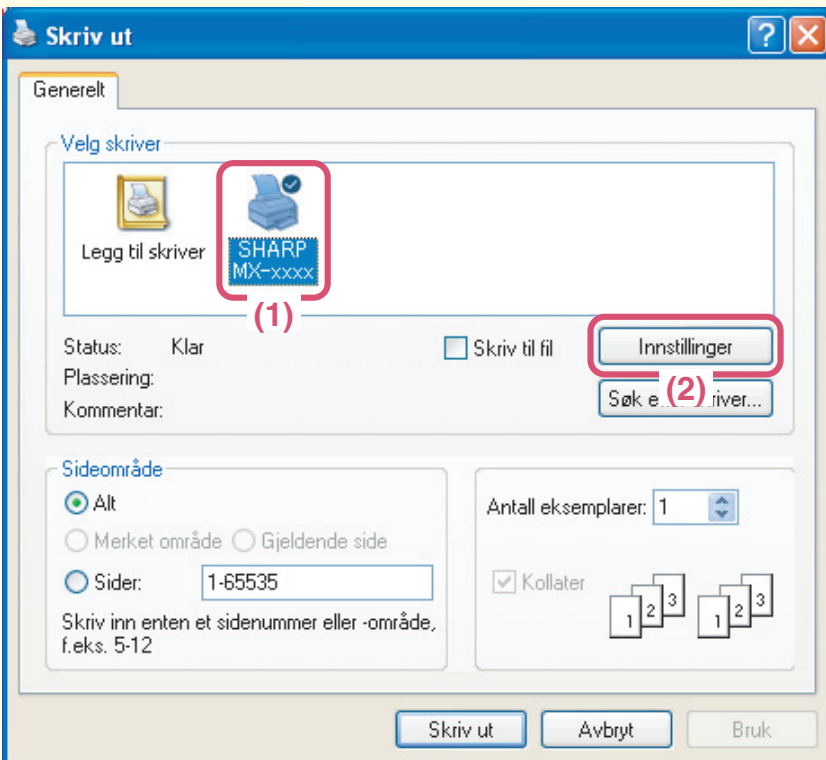 Skriv ut
Generelt
Velg skriver
Legg til skriver
SHARP
MX-xxxx
(1)
Status: Klar
Skriv til fil
Innstillinger
Plassering:
(2)
Søk
Kommentar:
Sideområde
Alt
Merket område Gjeldende side
Sider: 1-65535
Skriv inn enten et sidenummer eller -område,
f.eks. 5-12
Antall eksemplarer: 1
Kollater
1 2 3 1 2 3
Skriv ut Avbryt Bruk